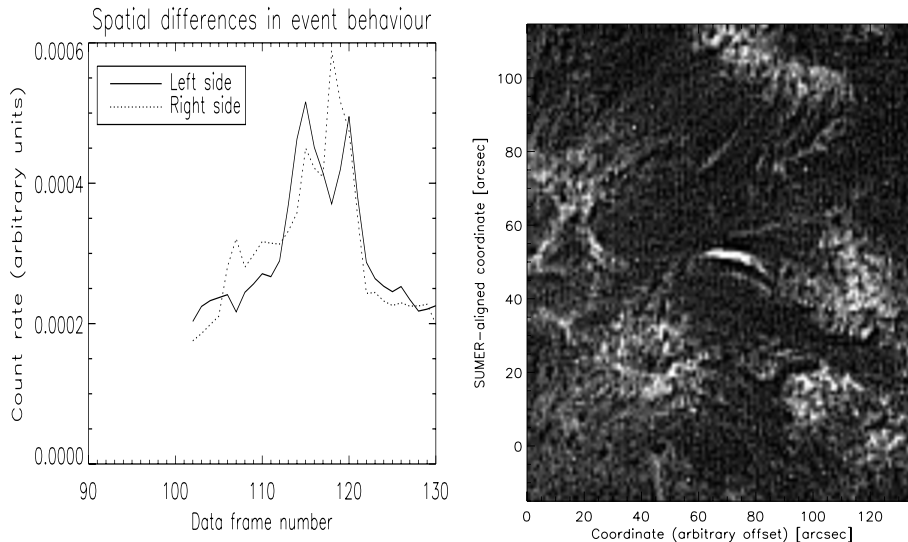 Spatial differences in event behaviour
Count rate (arbitrary units)
0.0006
0.0004
0.0002
0.0000
Left side
Right side
90 100 110 120 130
Data frame number
SUMER-aligned coordinate [arcsec]
100
80
60
40
20
0
0 20 40 60 80 100 120
Coordinate (arbitrary offset) [arcsec]